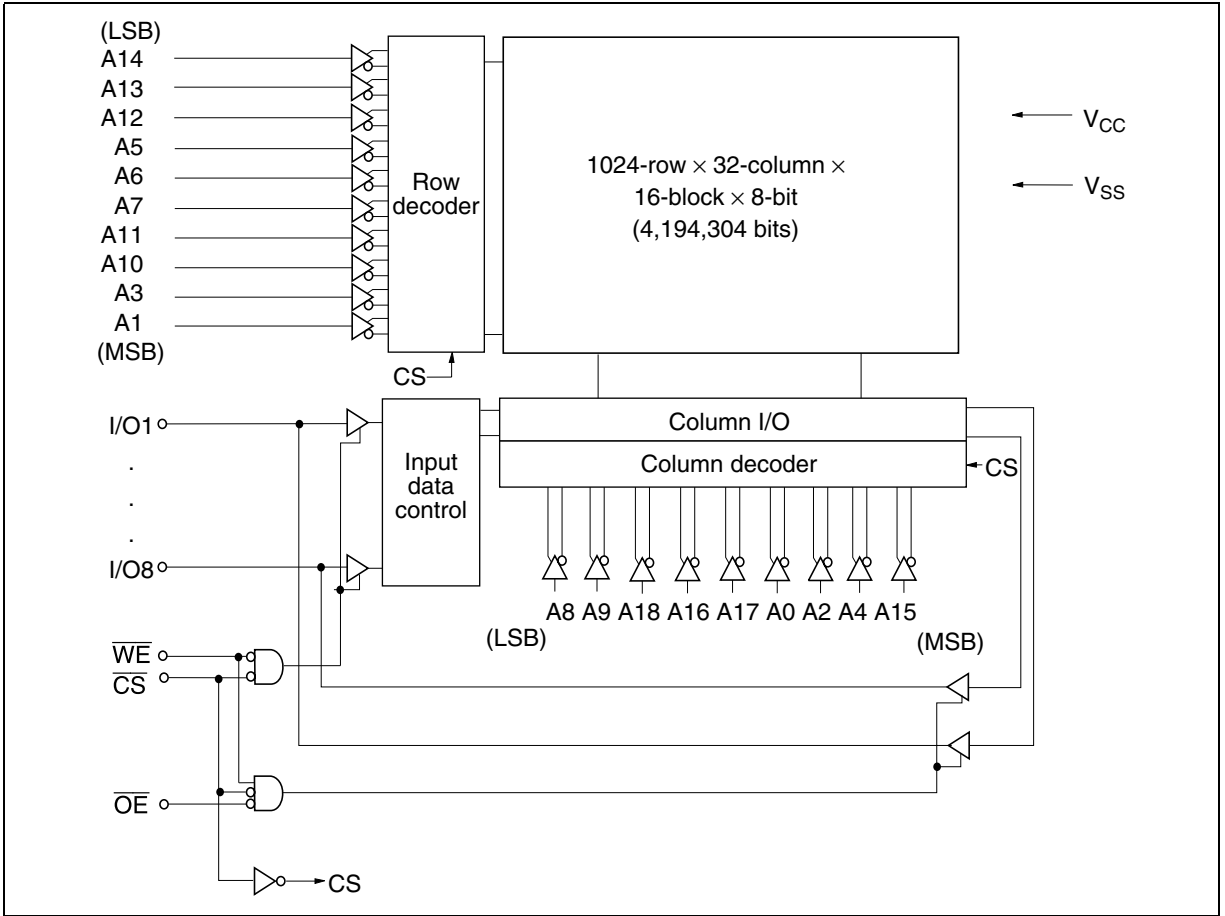 (LSB)
A14
A13
A12
A5
A6
A7
A11
A10
A3
A1
(MSB)
Row
decoder
CS
1024-row × 32-column ×
16-block × 8-bit
(4,194,304 bits)
VCC
VSS
I/O1
.
.
.
I/O8
Input
data
control
Column I/O
Column decoder
CS
A8 A9 A18 A16 A17 A0 A2 A4 A15
(LSB) (MSB)
WE
CS
OE
CS